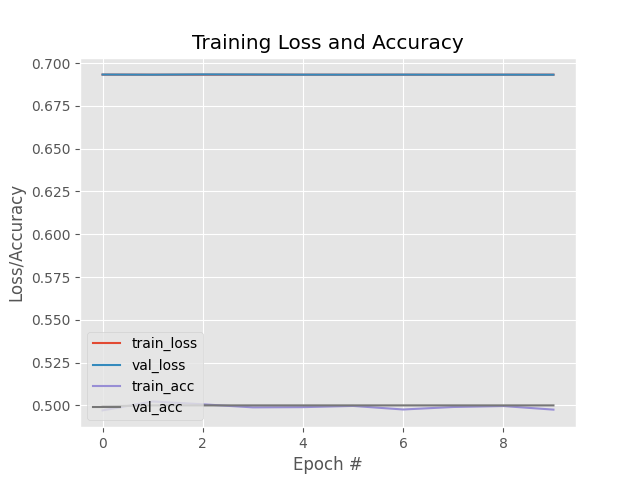 Training Loss and Accuracy
0.700
0.675
0.650
0.625
0.600
0.575
0.550
0.525
0.500
Loss/Accuracy
train_loss
val_loss
train_acc
val_acc
0 2 4 6 8
Epoch #